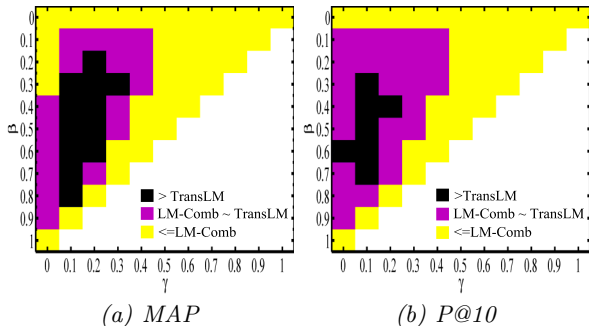 0
0.1
0.2
0.3
0.4
0.5
0.6
0.7
0.8
0.9
1
β
> TransLM
LM-Comb ~ TransLM
<=LM-Comb
0 0.1 0.2 0.3 0.4 0.5 0.6 0.7 0.8 0.9 1
γ
(a) MAP
0
0.1
0.2
0.3
0.4
0.5
0.6
0.7
0.8
0.9
1
β
>TransLM
LM-Comb ~ TransLM
<=LM-Comb
0 0.1 0.2 0.3 0.4 0.5 0.6 0.7 0.8 0.9 1
γ
(b) P@10